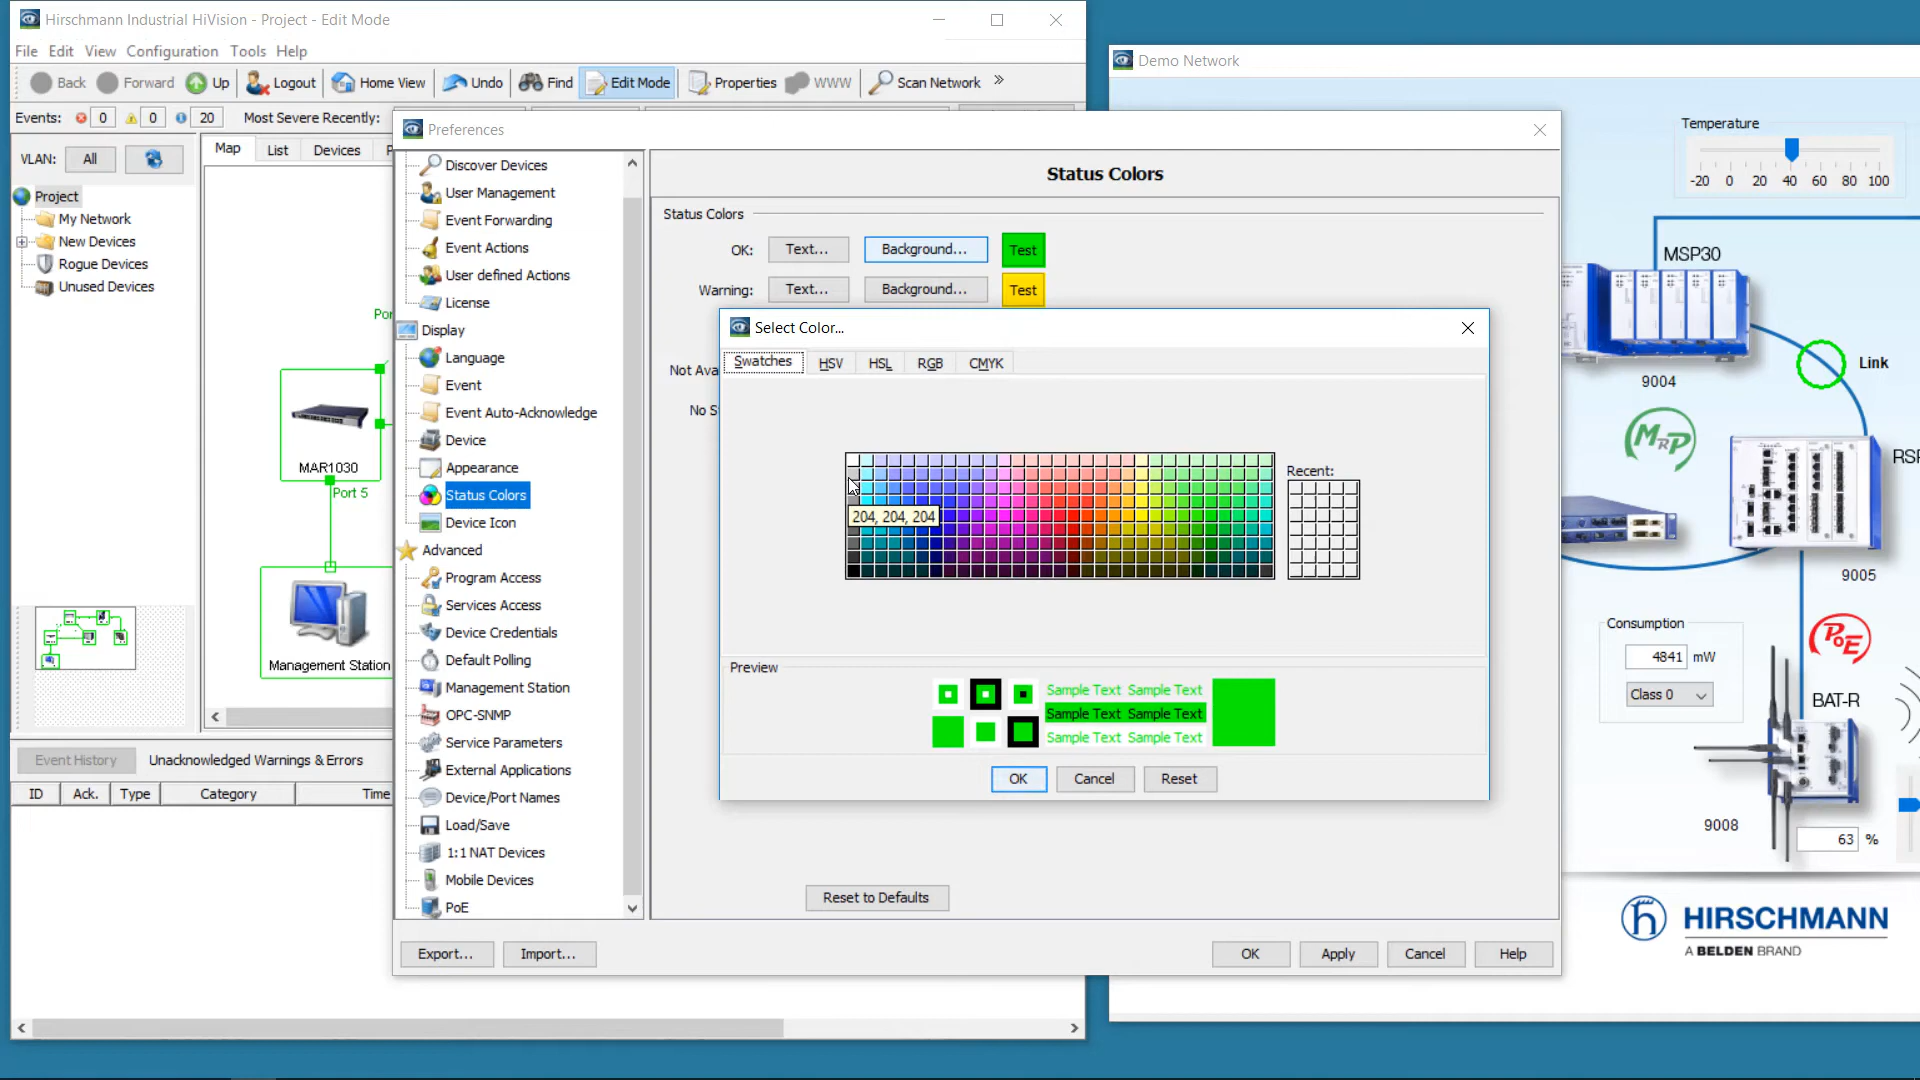 Hirschmann Industrial HiVision - Project - Edit Mode
File Edit View Configuration Tools Help
Back Forward Up Logout Home View Undo Find Edit Mode Properties WWW Scan Network »
Events: 0 0 20 Most Severe Recently:
VLAN: All
Map List Devices
Project
My Network
New Devices
Rogue Devices
Unused Devices
MAR1030
Port 5
Management Station
Event History Unacknowledged Warnings & Errors
ID Ack. Type Category Time
Preferences
Discover Devices
User Management
Event Forwarding
Event Actions
User defined Actions
License
Display
Language
Event
Event Auto-Acknowledge
Device
Appearance
Status Colors
Device Icon
Advanced
Program Access
Services Access
Device Credentials
Default Polling
Management Station
OPC-SNMP
Service Parameters
External Applications
Device/Port Names
Load/Save
1:1 NAT Devices
Mobile Devices
PoE
Export... Import...
Status Colors
Status Colors
OK: Text... Background... Test
Warning: Text... Background... Test
Not Ava
No S
Select Color...
Swatches HSV HSL RGB CMYK
204, 204, 204
Recent:
Preview
Sample Text Sample Text
Sample Text Sample Text
Sample Text Sample Text
OK Cancel Reset
Reset to Defaults
OK Apply Cancel Help
Demo Network
Temperature
-20 0 20 40 60 80 100
MSP30
9004
Link
MRP
RSP
9005
Consumption
4841 mW
Class 0
PoE
BAT-R
9008
63 %
HIRSCHMANN
A BELDEN BRAND